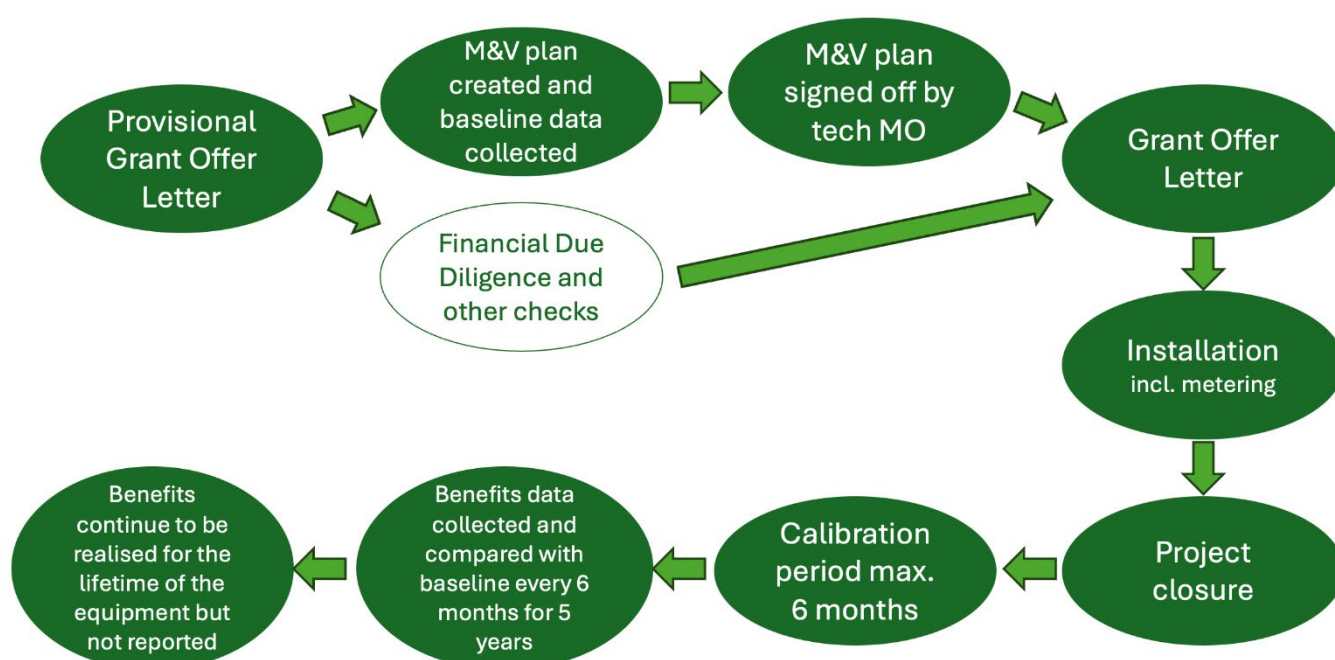 Provisional
Grant Offer
Letter
M&V plan
created and
baseline data
collected
M&V plan
signed off by
tech MO
Financial Due
Diligence and
other checks
Grant Offer
Letter
Installation
incl. metering
Project
closure
Calibration
period max.
6 months
Benefits data
collected and
compared with
baseline every 6
months for 5
years
Benefits
continue to be
realised for the
lifetime of the
equipment but
not reported